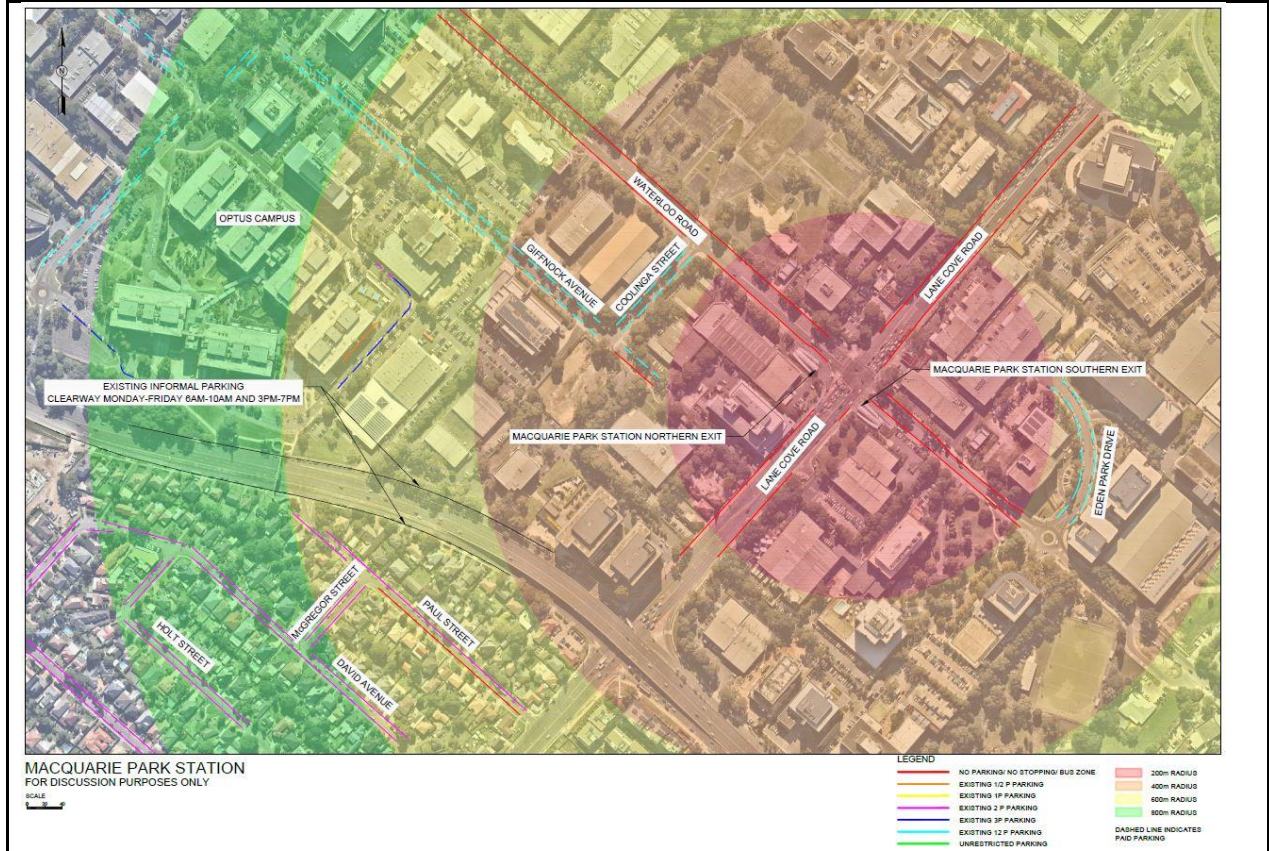 N
OPTUS CAMPUS
WATERLOO ROAD
GIFFNOCK AVENUE
COOLINGA STREET
LANE COVE ROAD
MACQUARIE PARK STATION SOUTHERN EXIT
EXISTING INFORMAL PARKING
CLEARWAY MONDAY-FRIDAY 6AM-10AM AND 3PM-7PM
MACQUARIE PARK STATION NORTHERN EXIT
LANE COVE ROAD
EDEN PARK DRIVE
McGREGOR STREET
PAUL STREET
HOLT STREET
DAVID AVENUE
MACQUARIE PARK STATION
FOR DISCUSSION PURPOSES ONLY
SCALE
LEGEND
NO PARKING/ NO STOPPING/ BUS ZONE
EXISTING 1/2 P PARKING
EXISTING 1P PARKING
EXISTING 2 P PARKING
EXISTING 3P PARKING
EXISTING 12 P PARKING
UNRESTRICTED PARKING
200m RADIUS
400m RADIUS
600m RADIUS
800m RADIUS
DASHED LINE INDICATES
PAID PARKING